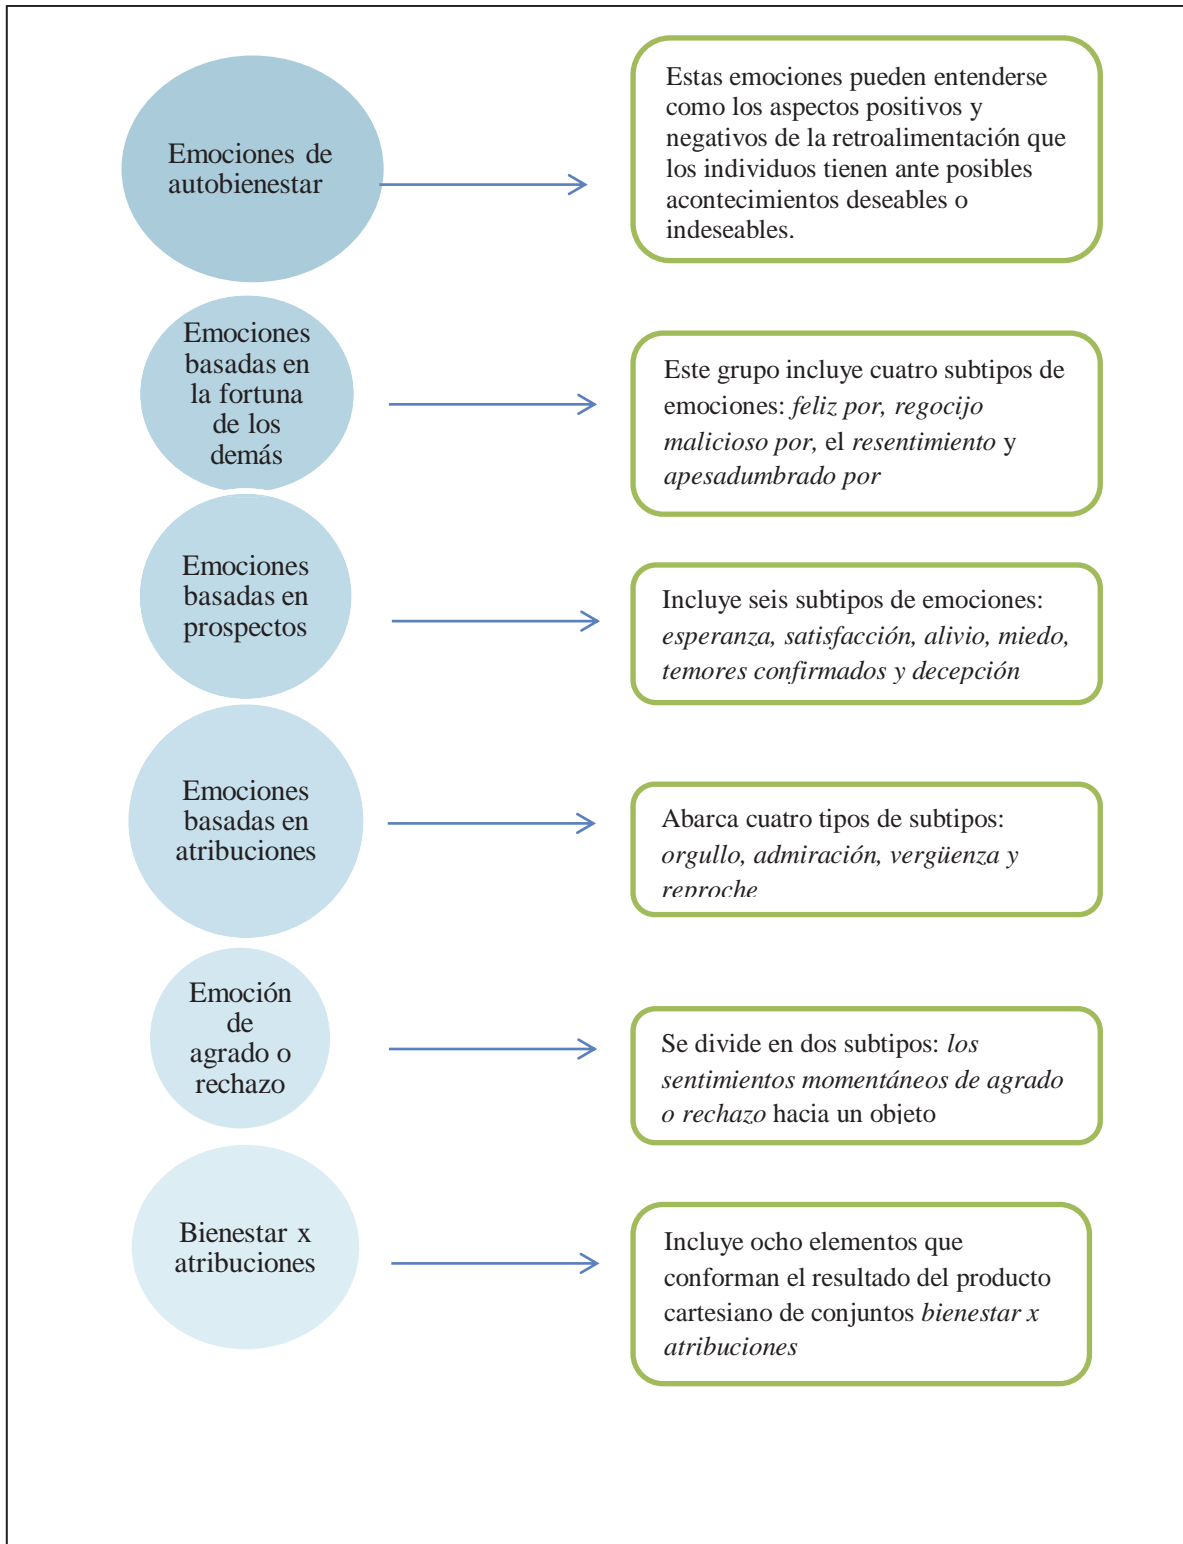 Emociones de
autobienestar
Estas emociones pueden entenderse
como los aspectos positivos y
negativos de la retroalimentación que
los individuos tienen ante posibles
acontecimientos deseables o
indeseables.
Emociones
basadas en
la fortuna
de los
demás
Este grupo incluye cuatro subtipos de
emociones: feliz por, regocijo
malicioso por, el resentimiento y
apesadumbrado por
Emociones
basadas en
prospectos
Incluye seis subtipos de emociones:
esperanza, satisfacción, alivio, miedo,
temores confirmados y decepción
Emociones
basadas en
atribuciones
Abarca cuatro tipos de subtipos:
orgullo, admiración, vergüenza y
reproche
Emoción
de
agrado o
rechazo
Se divide en dos subtipos: los
sentimientos momentáneos de agrado
o rechazo hacia un objeto
Bienestar x
atribuciones
Incluye ocho elementos que
conforman el resultado del producto
cartesiano de conjuntos bienestar x
atribuciones